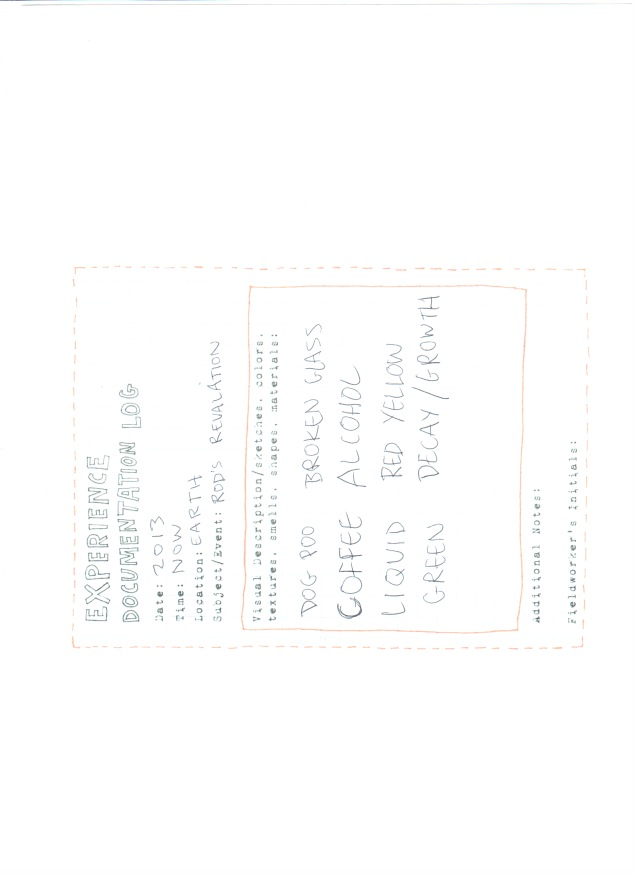 EXPERIENCE
DOCUMENTATION LOG
Date: 2013
Time: NOW
Location: EARTH
Subject/Event: ROD'S REVALATION
Visual Description/sketches, colors,
textures, smells, shapes, materials:
DOG POO BROKEN GLASS
COFFEE ALCOHOL
LIQUID RED YELLOW
GREEN DECAY/GROWTH
Additional Notes:
Fieldworker's Initials: